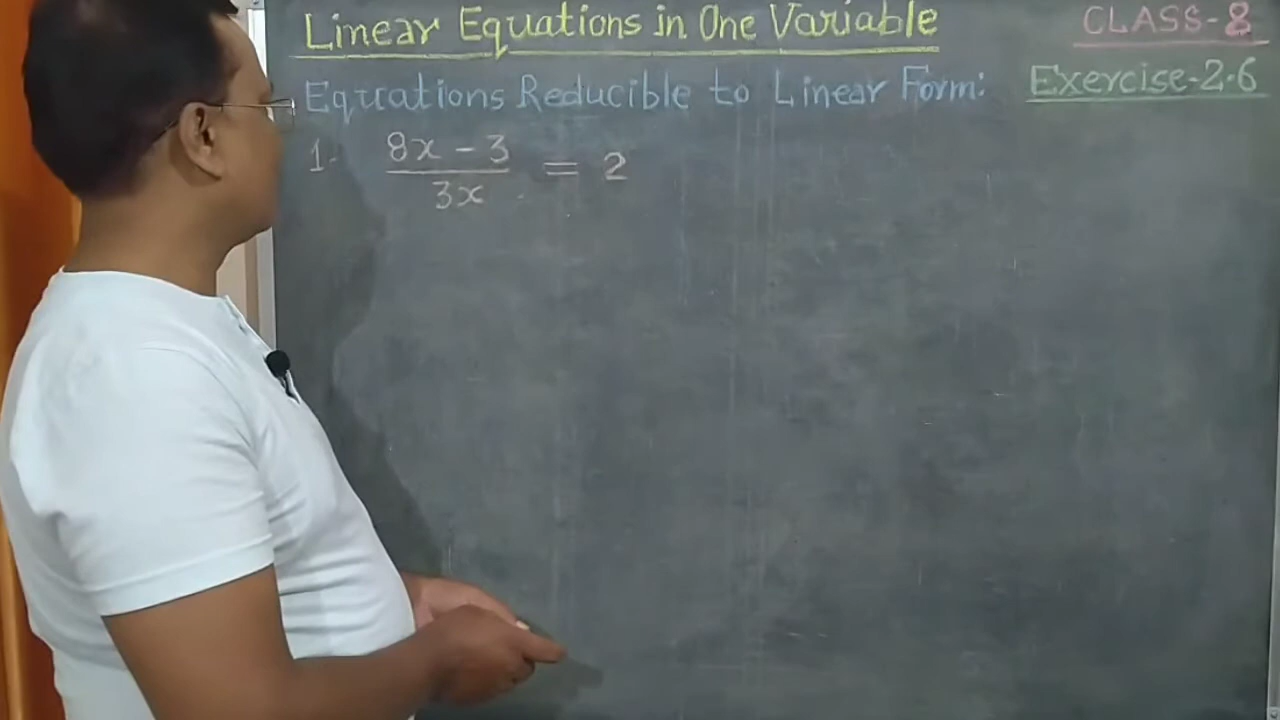 Linear Equations in One Variable CLASS-8
Equations Reducible to Linear Form: Exercise-2.6
1. 8x - 3 / 3x = 2